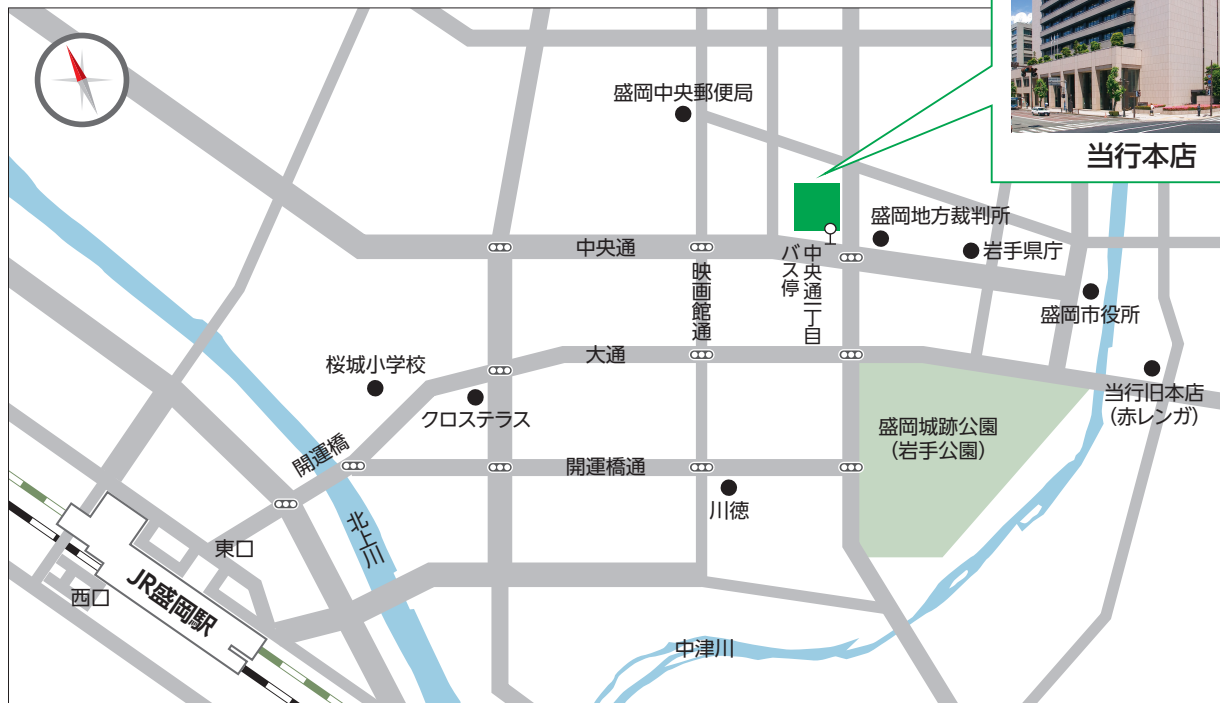 盛岡中央郵便局
当行本店
盛岡地方裁判所
岩手県庁
中央通
中央通一丁目
バス停
映画館通
盛岡市役所
大通
桜城小学校
クロステラス
当行旧本店
(赤レンガ)
盛岡城跡公園
(岩手公園)
開運橋
開運橋通
川徳
北上川
東口
西口
JR盛岡駅
中津川